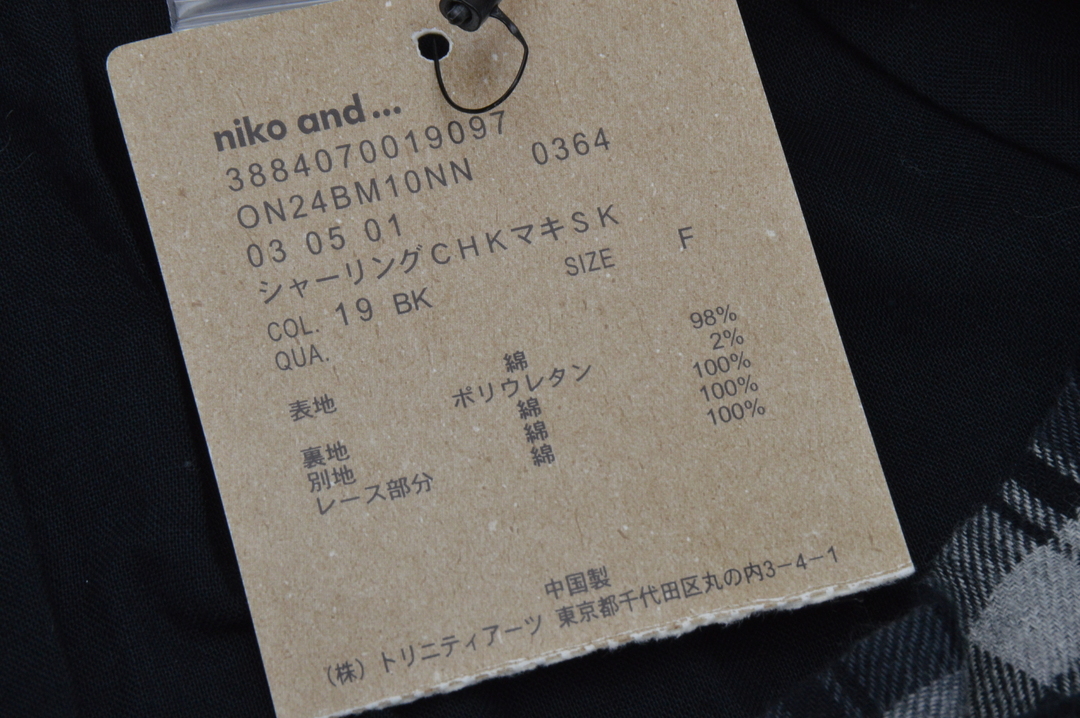 niko and...
3884070019097
ON24BM10NN 0364
03 05 01
シャーリングCHKマキSK
COL. 19 BK SIZE F
QUA.
表地 綿 98%
ポリウレタン 2%
裏地 綿 100%
別地 綿 100%
レース部分 綿 100%
中国製
(株)トリニティアーツ 東京都千代田区丸の内3-4-1